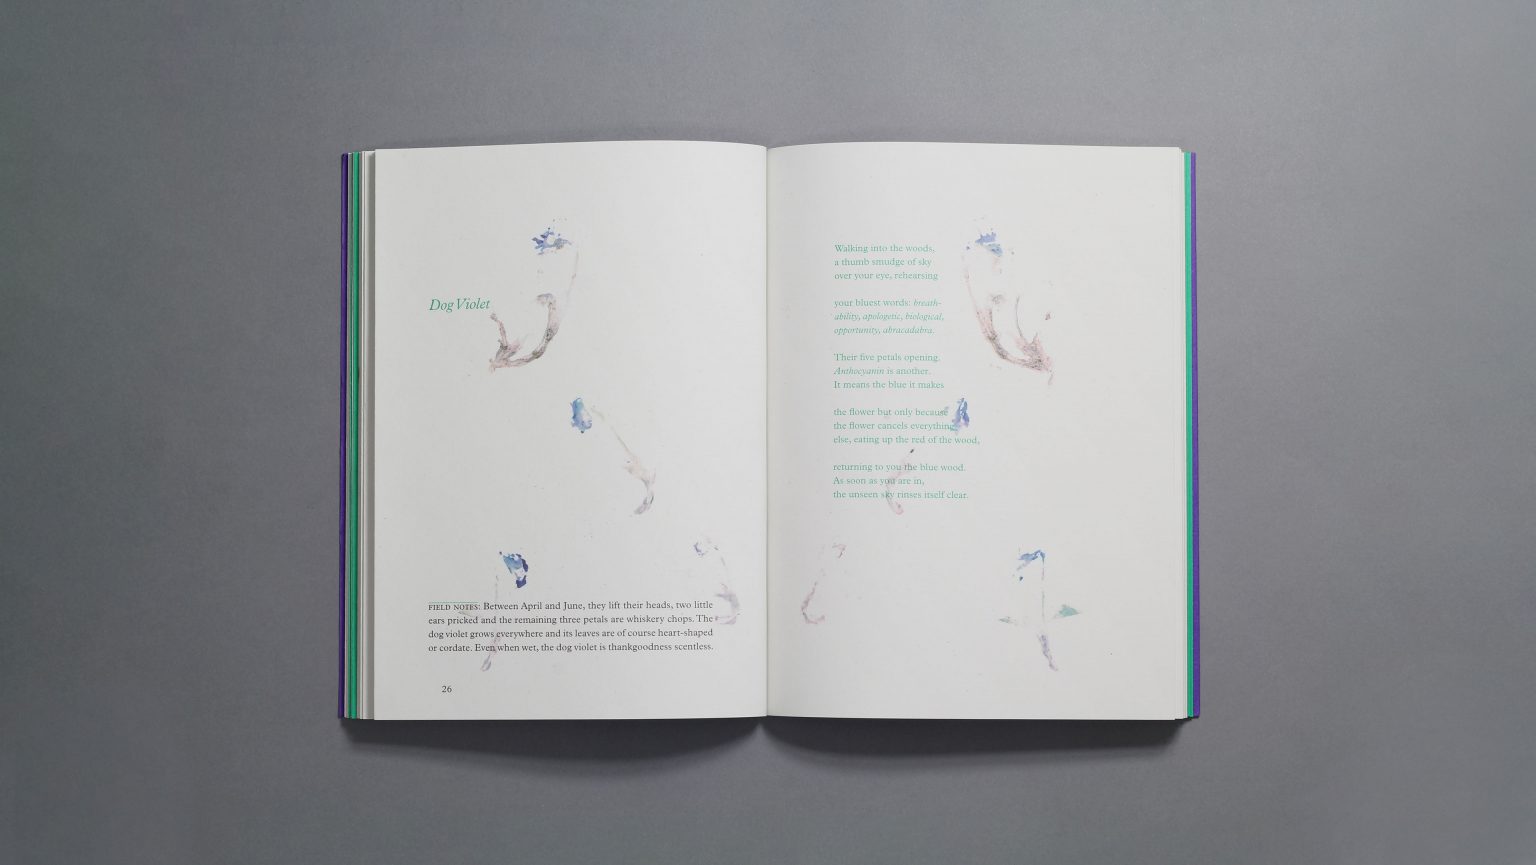 Dog Violet
FIELD NOTES: Between April and June, they lift their heads, two little
ears pricked and the remaining three petals are whiskery chops. The
dog violet grows everywhere and its leaves are of course heart-shaped
or cordate. Even when wet, the dog violet is thankgoodness scentless.
26
Walking into the woods,
a thumb smudge of sky
over your eye, rehearsing
your bluest words: breath-
ability, apologetic, biological,
opportunity, abracadabra.
Their five petals opening.
Anthocyanin is another.
It means the blue it makes
the flower but only because
the flower cancels everything
else, eating up the red of the wood,
returning to you the blue wood.
As soon as you are in,
the unseen sky rinses itself clear.